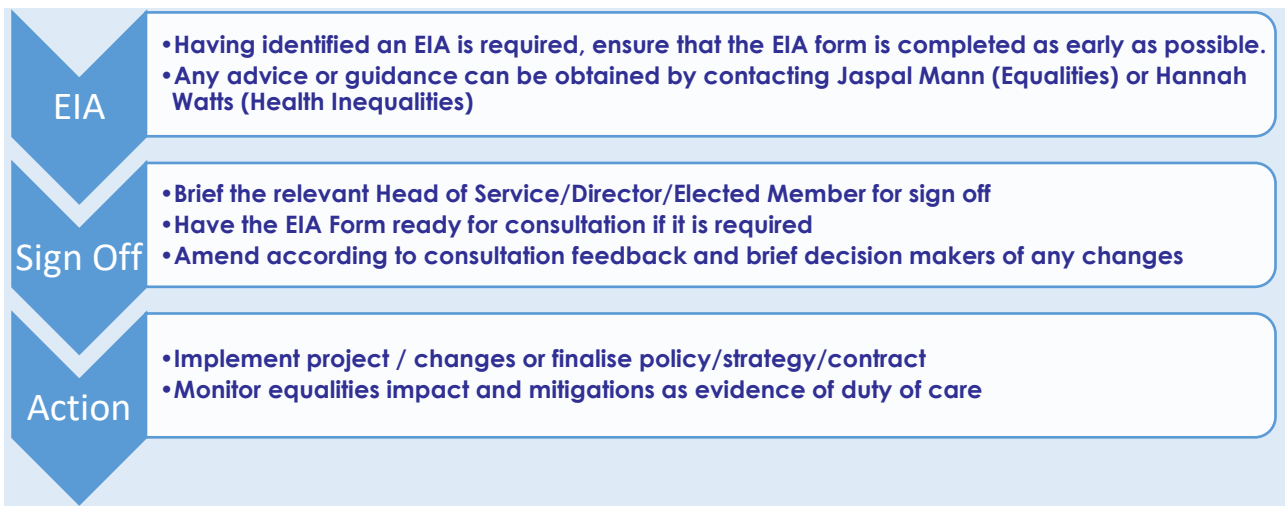 EIA
•Having identified an EIA is required, ensure that the EIA form is completed as early as possible.
•Any advice or guidance can be obtained by contacting Jaspal Mann (Equalities) or Hannah
Watts (Health Inequalities)
Sign Off
•Brief the relevant Head of Service/Director/Elected Member for sign off
•Have the EIA Form ready for consultation if it is required
•Amend according to consultation feedback and brief decision makers of any changes
Action
•Implement project / changes or finalise policy/strategy/contract
•Monitor equalities impact and mitigations as evidence of duty of care